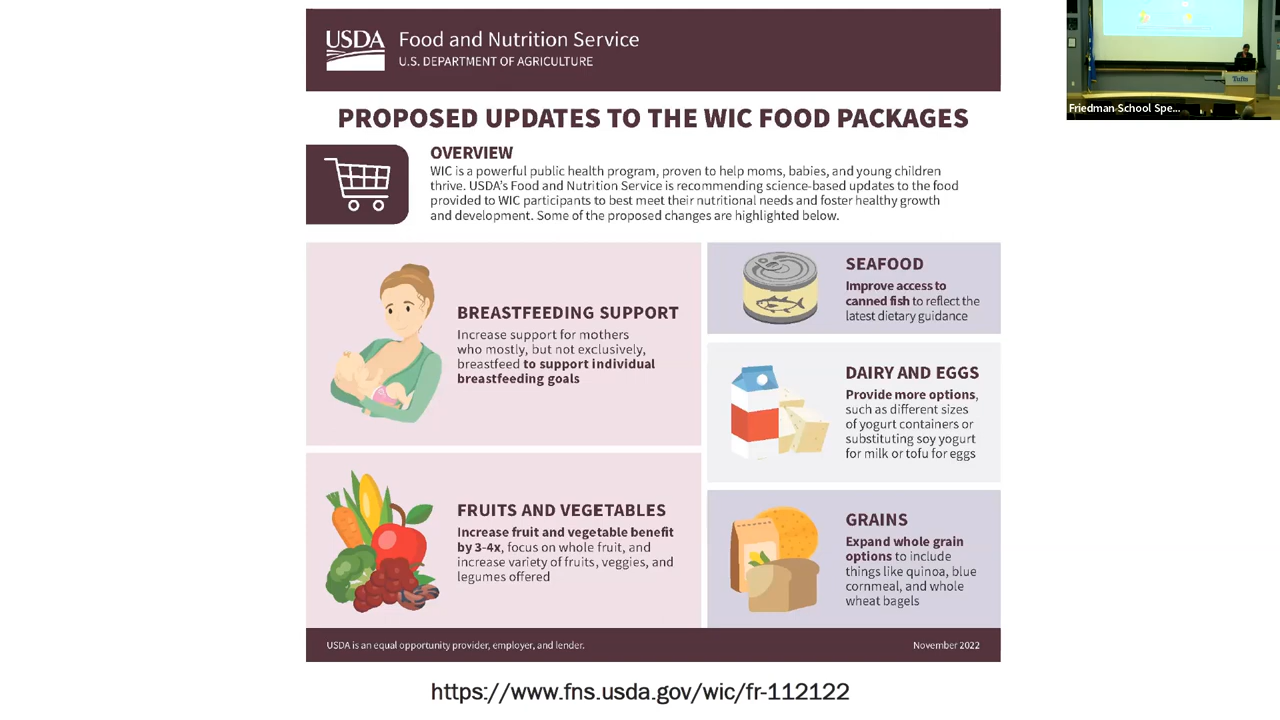 USDA
Food and Nutrition Service
U.S. DEPARTMENT OF AGRICULTURE
PROPOSED UPDATES TO THE WIC FOOD PACKAGES
OVERVIEW
WIC is a powerful public health program, proven to help moms, babies, and young children
thrive. USDA's Food and Nutrition Service is recommending science-based updates to the food
provided to WIC participants to best meet their nutritional needs and foster healthy growth
and development. Some of the proposed changes are highlighted below.
BREASTFEEDING SUPPORT
Increase support for mothers
who mostly, but not exclusively,
breastfeed to support individual
breastfeeding goals
FRUITS AND VEGETABLES
Increase fruit and vegetable benefit
by 3-4x, focus on whole fruit, and
increase variety of fruits, veggies, and
legumes offered
SEAFOOD
Improve access to
canned fish to reflect the
latest dietary guidance
DAIRY AND EGGS
Provide more options,
such as different sizes
of yogurt containers or
substituting soy yogurt
for milk or tofu for eggs
GRAINS
Expand whole grain
options to include
things like quinoa, blue
cornmeal, and whole
wheat bagels
USDA is an equal opportunity provider, employer, and lender.
November 2022
https://www.fns.usda.gov/wic/fr-112122
Tufts
Friedman School Spe...